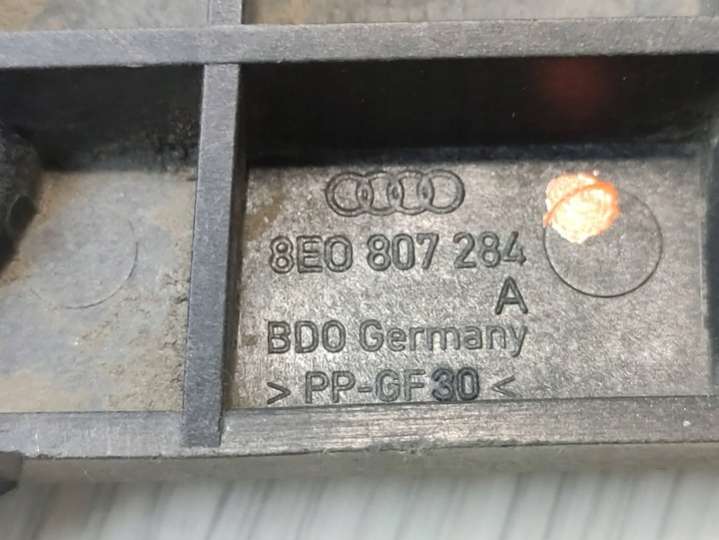 8E0 807 284
A
BDO Germany
> PP-GF30 <